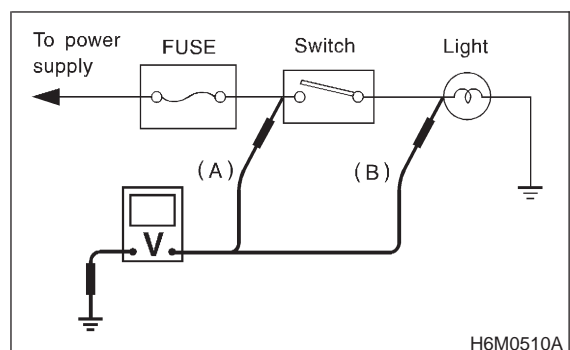 To power
supply
FUSE
Switch
Light
(A)
(B)
V
H6M0510A